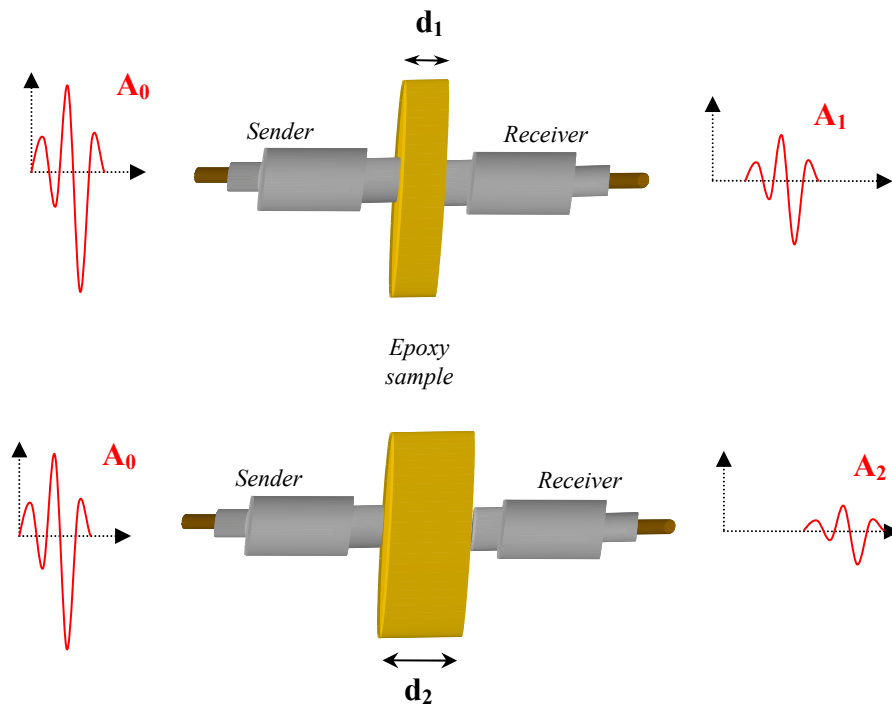 d₁
A₀
Sender
Receiver
A₁
Epoxy
sample
A₀
Sender
Receiver
A₂
d₂